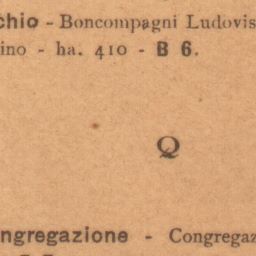 chio - Boncompagni Ludovis
ino - ha. 410 - B 6.
Q
ngregazione - Congregaz